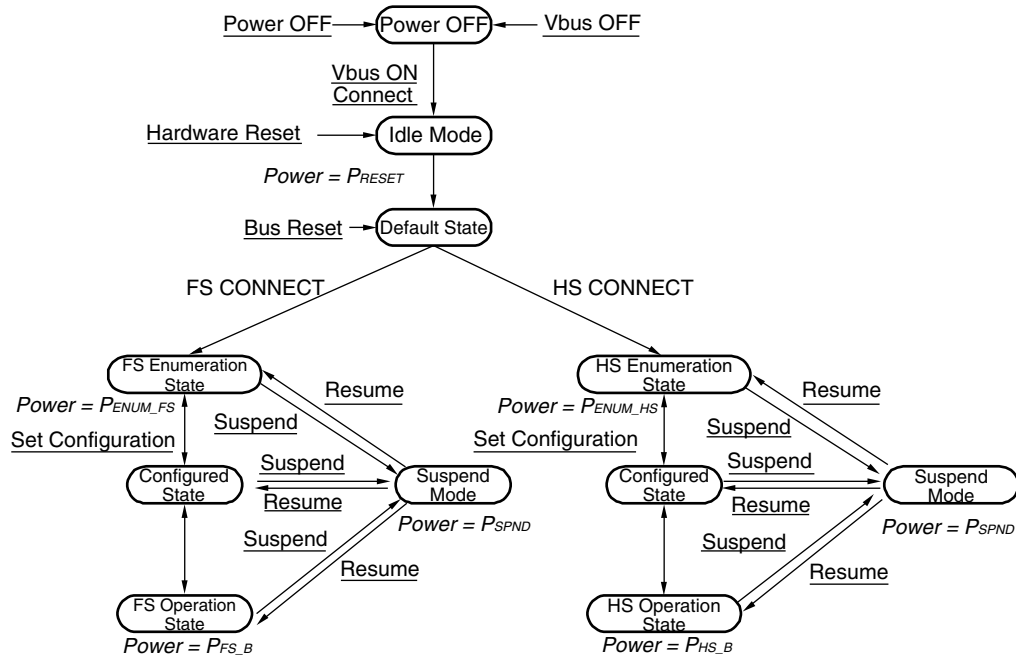 Power OFF
Power OFF
Vbus OFF
Vbus ON
Connect
Hardware Reset
Idle Mode
Power = PRESET
Bus Reset
Default State
FS CONNECT
HS CONNECT
FS Enumeration
State
Resume
Power = PENUM_FS
Suspend
Set Configuration
Configured
State
Suspend
Resume
Suspend
Mode
Power = PSPND
Suspend
Resume
FS Operation
State
Power = PFS_B
HS Enumeration
State
Resume
Power = PENUM_HS
Suspend
Set Configuration
Configured
State
Suspend
Resume
Suspend
Mode
Power = PSPND
Suspend
Resume
HS Operation
State
Power = PHS_B